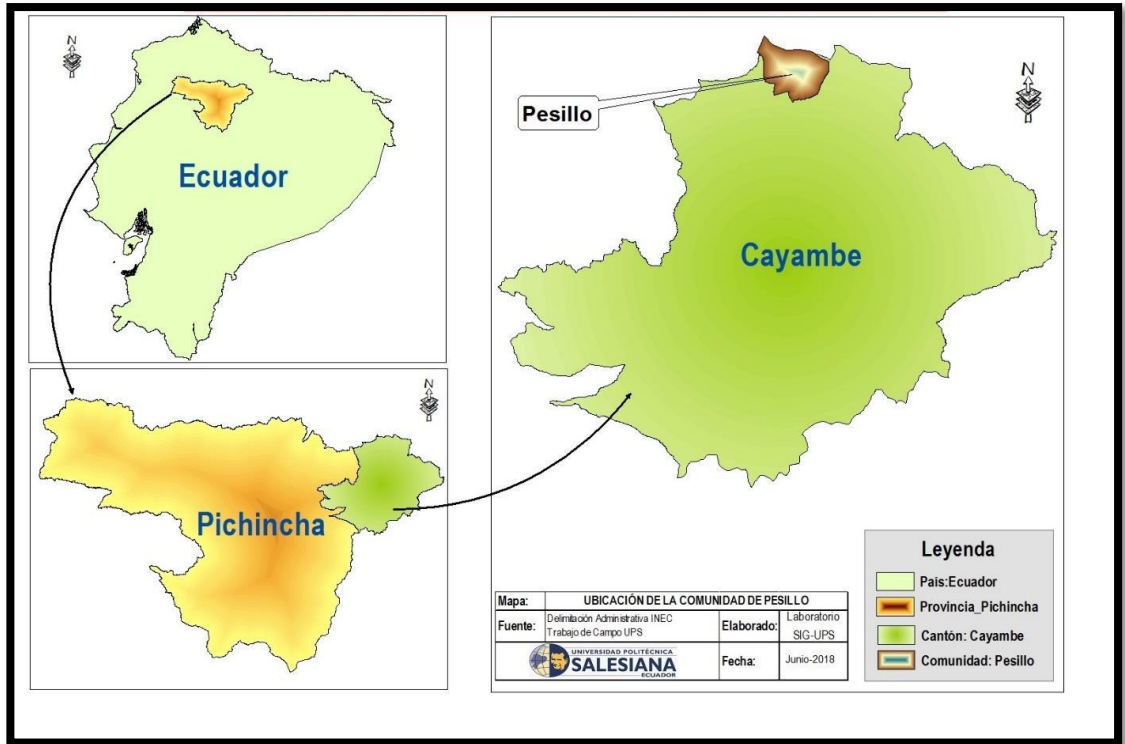 N
Ecuador
N
Pichincha
N
Pesillo
Cayambe
Leyenda
Pais:Ecuador
Provincia_Pichincha
Cantón: Cayambe
Comunidad: Pesillo
Mapa: UBICACIÓN DE LA COMUNIDAD DE PESILLO
Fuente: Delimitación Administrativa INEC
Trabajo de Campo UPS
Elaborado: Laboratorio
SIG-UPS
UNIVERSIDAD POLITÉCNICA
SALESIANA
ECUADOR
Fecha: Junio-2018